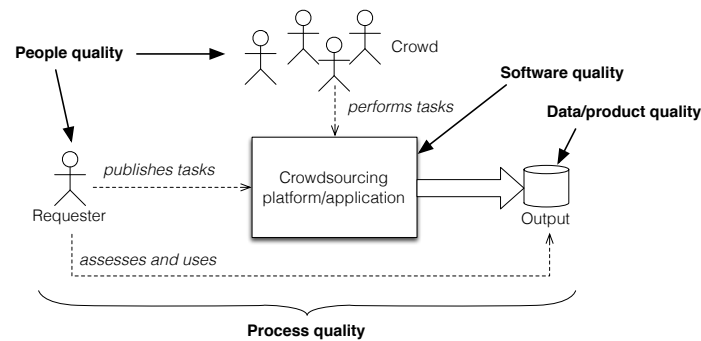 People quality
Crowd
Software quality
performs tasks
Data/product quality
publishes tasks
Crowdsourcing
platform/application
Requester
Output
assesses and uses
Process quality